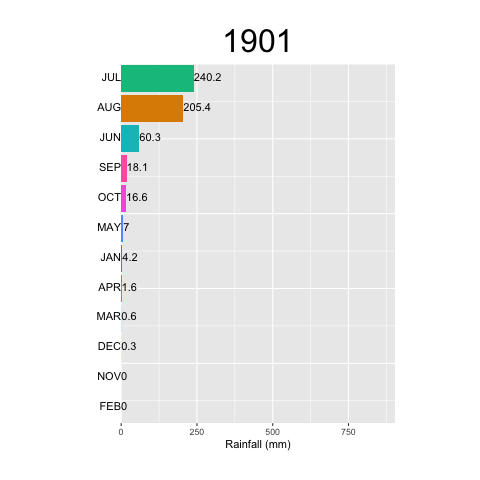 1901
JUL 240.2
AUG 205.4
JUN 60.3
SEP 18.1
OCT 16.6
MAY 7
JAN 4.2
APR 1.6
MAR 0.6
DEC 0.3
NOV 0
FEB 0
0 250 500 750
Rainfall (mm)